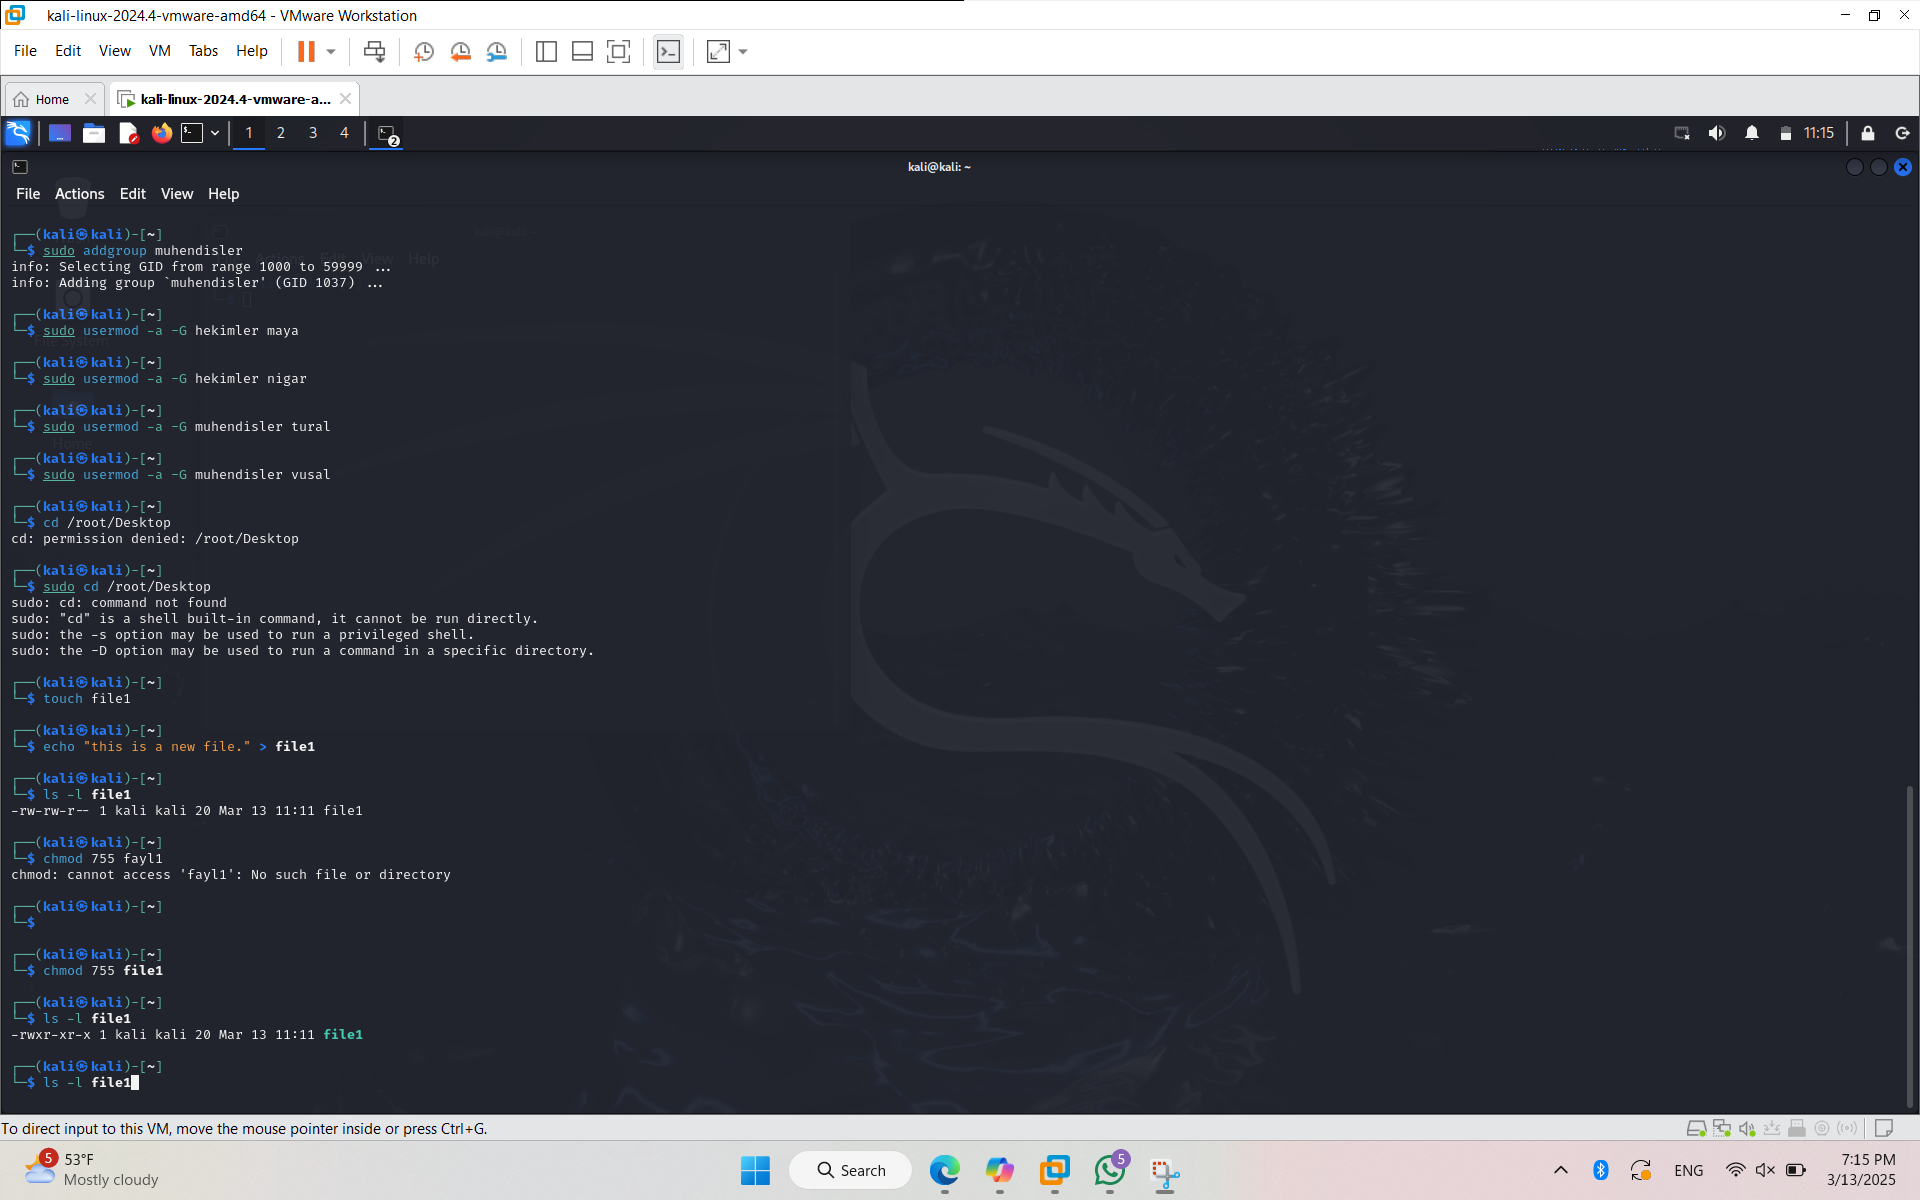 kali-linux-2024.4-vmware-amd64 - VMware Workstation
File Edit View VM Tabs Help
Home kali-linux-2024.4-vmware-a...
1 2 3 4 2 11:15
kali@kali: ~
File Actions Edit View Help
┌──(kali㉿kali)-[~]
└─$ sudo addgroup muhendisler
info: Selecting GID from range 1000 to 59999 ...
info: Adding group `muhendisler' (GID 1037) ...
┌──(kali㉿kali)-[~]
└─$ sudo usermod -a -G hekimler maya
┌──(kali㉿kali)-[~]
└─$ sudo usermod -a -G hekimler nigar
┌──(kali㉿kali)-[~]
└─$ sudo usermod -a -G muhendisler tural
┌──(kali㉿kali)-[~]
└─$ sudo usermod -a -G muhendisler vusal
┌──(kali㉿kali)-[~]
└─$ cd /root/Desktop
cd: permission denied: /root/Desktop
┌──(kali㉿kali)-[~]
└─$ sudo cd /root/Desktop
sudo: cd: command not found
sudo: "cd" is a shell built-in command, it cannot be run directly.
sudo: the -s option may be used to run a privileged shell.
sudo: the -D option may be used to run a command in a specific directory.
┌──(kali㉿kali)-[~]
└─$ touch file1
┌──(kali㉿kali)-[~]
└─$ echo "this is a new file." > file1
┌──(kali㉿kali)-[~]
└─$ ls -l file1
-rw-rw-r-- 1 kali kali 20 Mar 13 11:11 file1
┌──(kali㉿kali)-[~]
└─$ chmod 755 fayl1
chmod: cannot access 'fayl1': No such file or directory
┌──(kali㉿kali)-[~]
└─$
┌──(kali㉿kali)-[~]
└─$ chmod 755 file1
┌──(kali㉿kali)-[~]
└─$ ls -l file1
-rwxr-xr-x 1 kali kali 20 Mar 13 11:11 file1
┌──(kali㉿kali)-[~]
└─$ ls -l file1
To direct input to this VM, move the mouse pointer inside or press Ctrl+G.
5 53°F
Mostly cloudy
Search
5
ENG
7:15 PM
3/13/2025